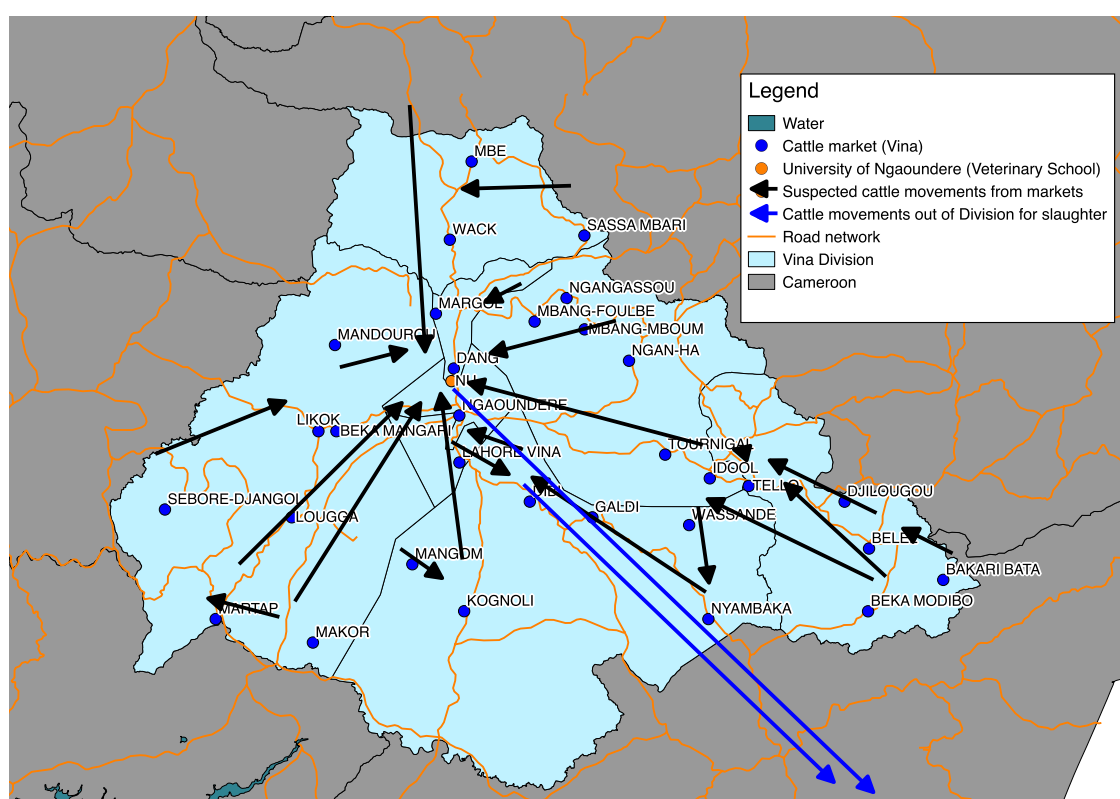 Legend
Water
Cattle market (Vina)
University of Ngaoundere (Veterinary School)
Suspected cattle movements from markets
Cattle movements out of Division for slaughter
Road network
Vina Division
Cameroon
MBE
WACK
SASSA MBARI
NGANGASSOU
MARGOL
MBANG-FOULBE
MBANG-MBOUM
MANDOUROU
NGAN-HA
DANG
NU
NGAOUNDERE
LIKOK
BEKA MANGARI
TOURNIGAL
LAHORE VINA
IDOOL
TELLO
SEBORE-DJANGOL
DJILOUGOU
GALDI
LOUGGA
WASSANDE
BELEL
MANGOM
BAKARI BATA
KOGNOLI
BEKA MODIBO
MARTAP
NYAMBAKA
MAKOR